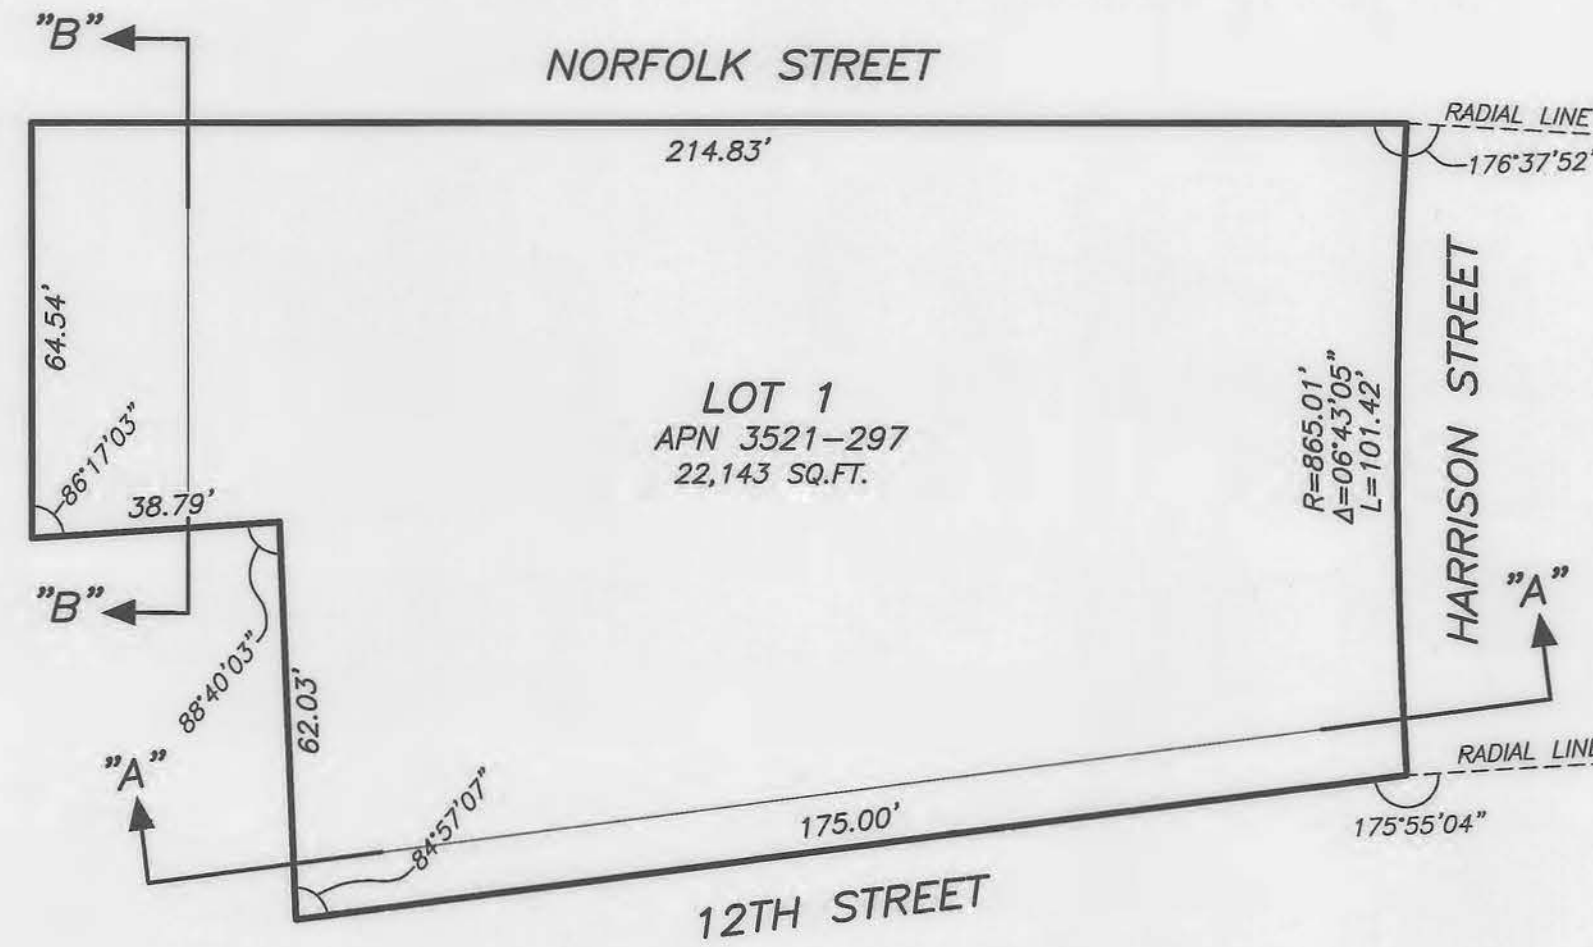 "B"
NORFOLK STREET
RADIAL LINE
214.83'
176°37'52"
64.54'
HARRISON STREET
LOT 1
APN 3521-297
22,143 SQ.FT.
R=865.01'
Δ=06°43'05"
L=101.42'
86°17'03"
38.79'
"B"
"A"
88°40'03"
62.03'
"A"
RADIAL LINE
84°57'07"
175.00'
175°55'04"
12TH STREET